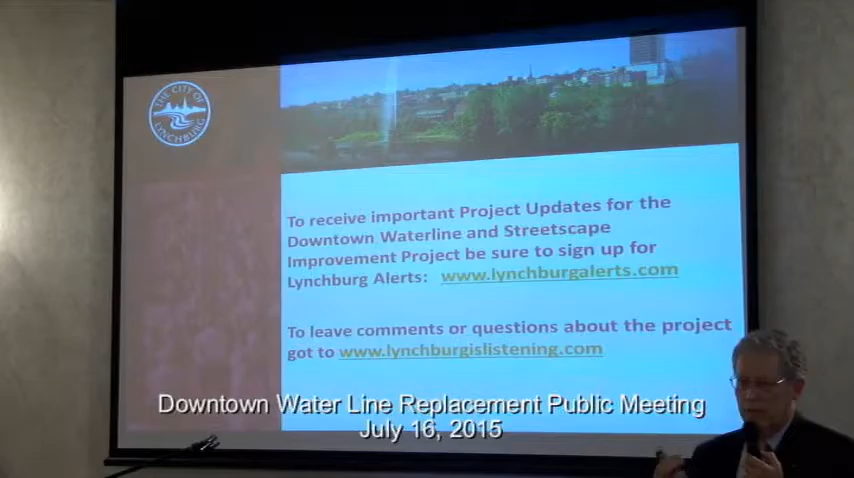 THE CITY OF
LYNCHBURG
To receive important Project Updates for the
Downtown Waterline and Streetscape
Improvement Project be sure to sign up for
Lynchburg Alerts: www.lynchburgalerts.com
To leave comments or questions about the project
got to www.lynchburgislistening.com
Downtown Water Line Replacement Public Meeting
July 16, 2015